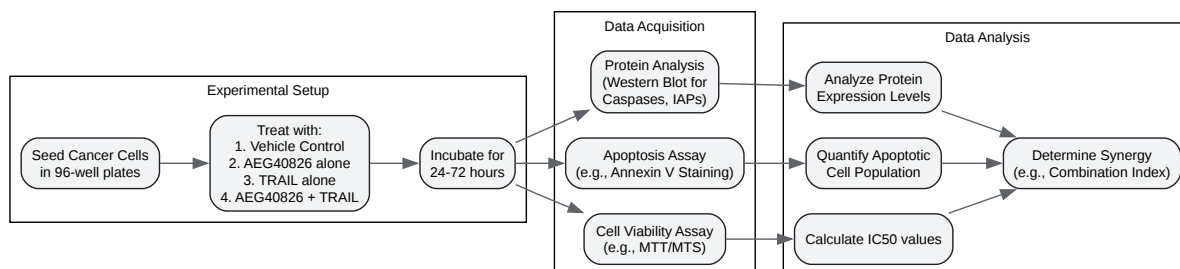 Experimental Setup
Seed Cancer Cells
in 96-well plates
Treat with:
1. Vehicle Control
2. AEG40826 alone
3. TRAIL alone
4. AEG40826 + TRAIL
Incubate for
24-72 hours
Data Acquisition
Protein Analysis
(Western Blot for
Caspases, IAPs)
Apoptosis Assay
(e.g., Annexin V Staining)
Cell Viability Assay
(e.g., MTT/MTS)
Data Analysis
Analyze Protein
Expression Levels
Quantify Apoptotic
Cell Population
Calculate IC50 values
Determine Synergy
(e.g., Combination Index)